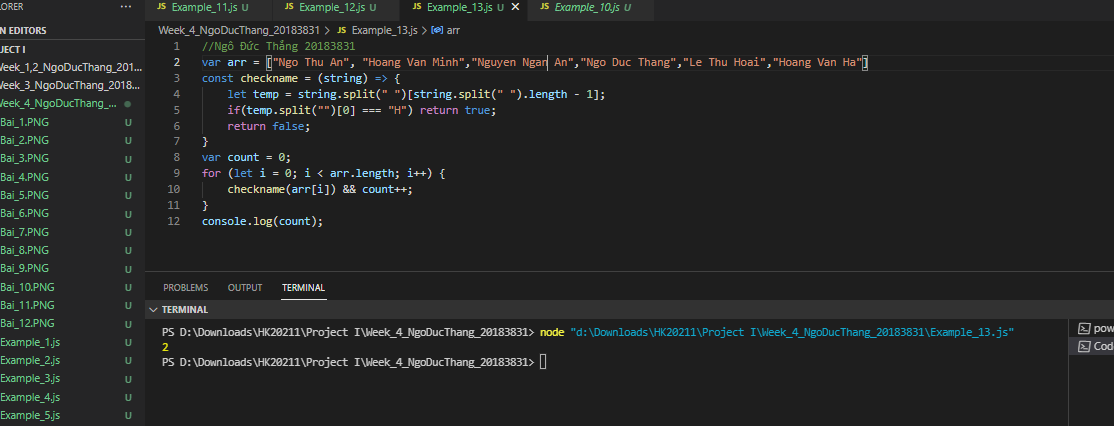 LORER ...
N EDITORS
JECT I
Week_1,2_NgoDucThang_201...
Week_3_NgoDucThang_2018...
Week_4_NgoDucThang_...
Bai_1.PNG U
Bai_2.PNG U
Bai_3.PNG U
Bai_4.PNG U
Bai_5.PNG U
Bai_6.PNG U
Bai_7.PNG U
Bai_8.PNG U
Bai_9.PNG U
Bai_10.PNG U
Bai_11.PNG U
Bai_12.PNG U
Example_1.js U
Example_2.js U
Example_3.js U
Example_4.js U
Example_5.js U
JS Example_11.js U JS Example_12.js U JS Example_13.js U × JS Example_10.js U
Week_4_NgoDucThang_20183831 > JS Example_13.js > arr
1 //Ngô Đức Thắng 20183831
2 var arr = ["Ngo Thu An", "Hoang Van Minh","Nguyen Ngan An","Ngo Duc Thang","Le Thu Hoai","Hoang Van Ha"]
3 const checkname = (string) => {
4 let temp = string.split(" ")[string.split(" ").length - 1];
5 if(temp.split("")[0] === "H") return true;
6 return false;
7 }
8 var count = 0;
9 for (let i = 0; i < arr.length; i++) {
10 checkname(arr[i]) && count++;
11 }
12 console.log(count);
PROBLEMS OUTPUT TERMINAL
TERMINAL
PS D:\Downloads\HK20211\Project I\Week_4_NgoDucThang_20183831> node "d:\Downloads\HK20211\Project I\Week_4_NgoDucThang_20183831\Example_13.js"
2
PS D:\Downloads\HK20211\Project I\Week_4_NgoDucThang_20183831>
pow
Cod